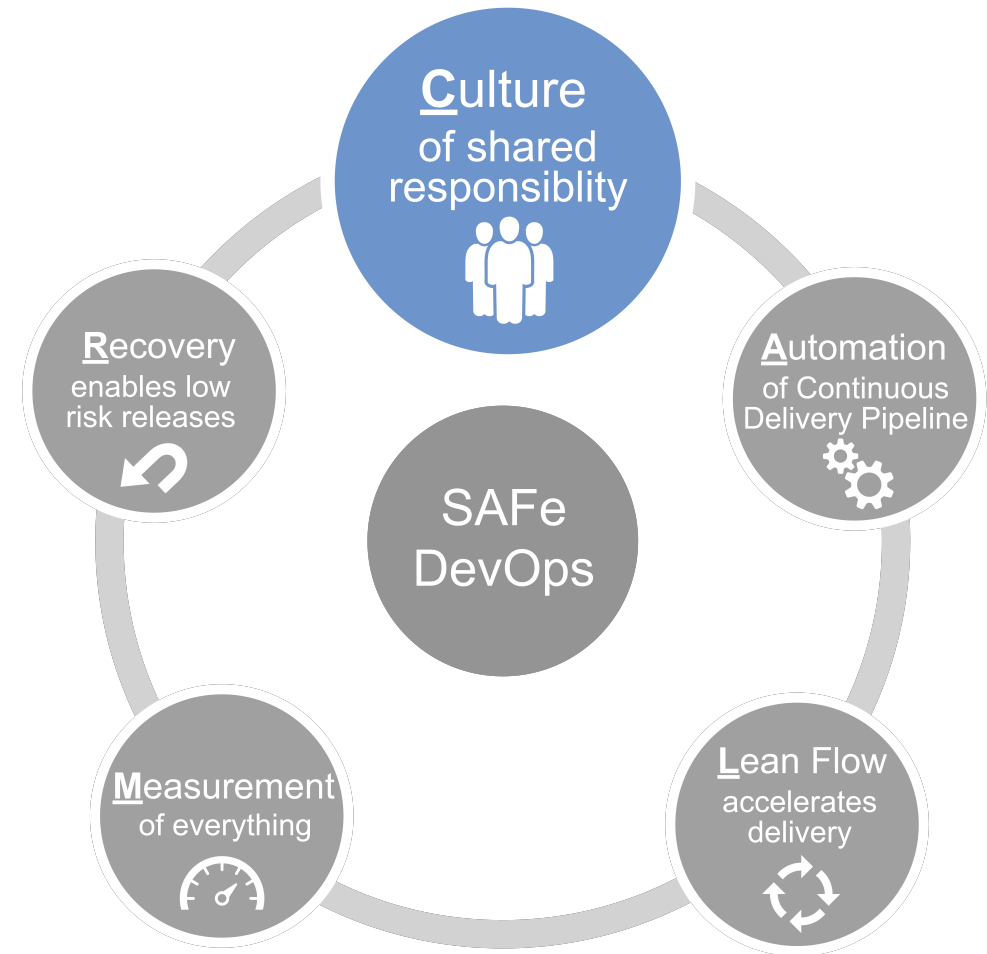 Culture
of shared
responsiblity
Automation
of Continuous
Delivery Pipeline
Lean Flow
accelerates
delivery
Measurement
of everything
Recovery
enables low
risk releases
SAFe
DevOps